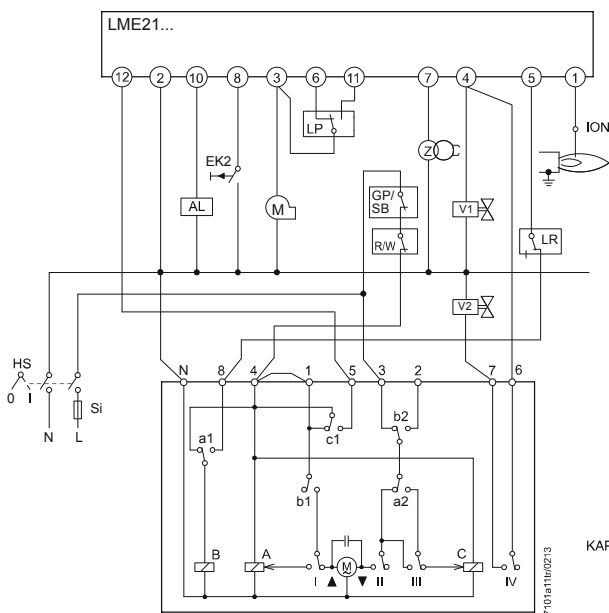 LME21...
12 2 10 8 3 6 11 7 4 5 1
LP
ION
EK2
Z
GP/
SB
AL
M
V1
R/W
LR
V2
HS
0 I
Si
N L
N 8 4 1 5 3 2 7 6
b2
c1
a1
b1
a2
B A I M ~ II III C IV
7101a11tr/0213
KAR